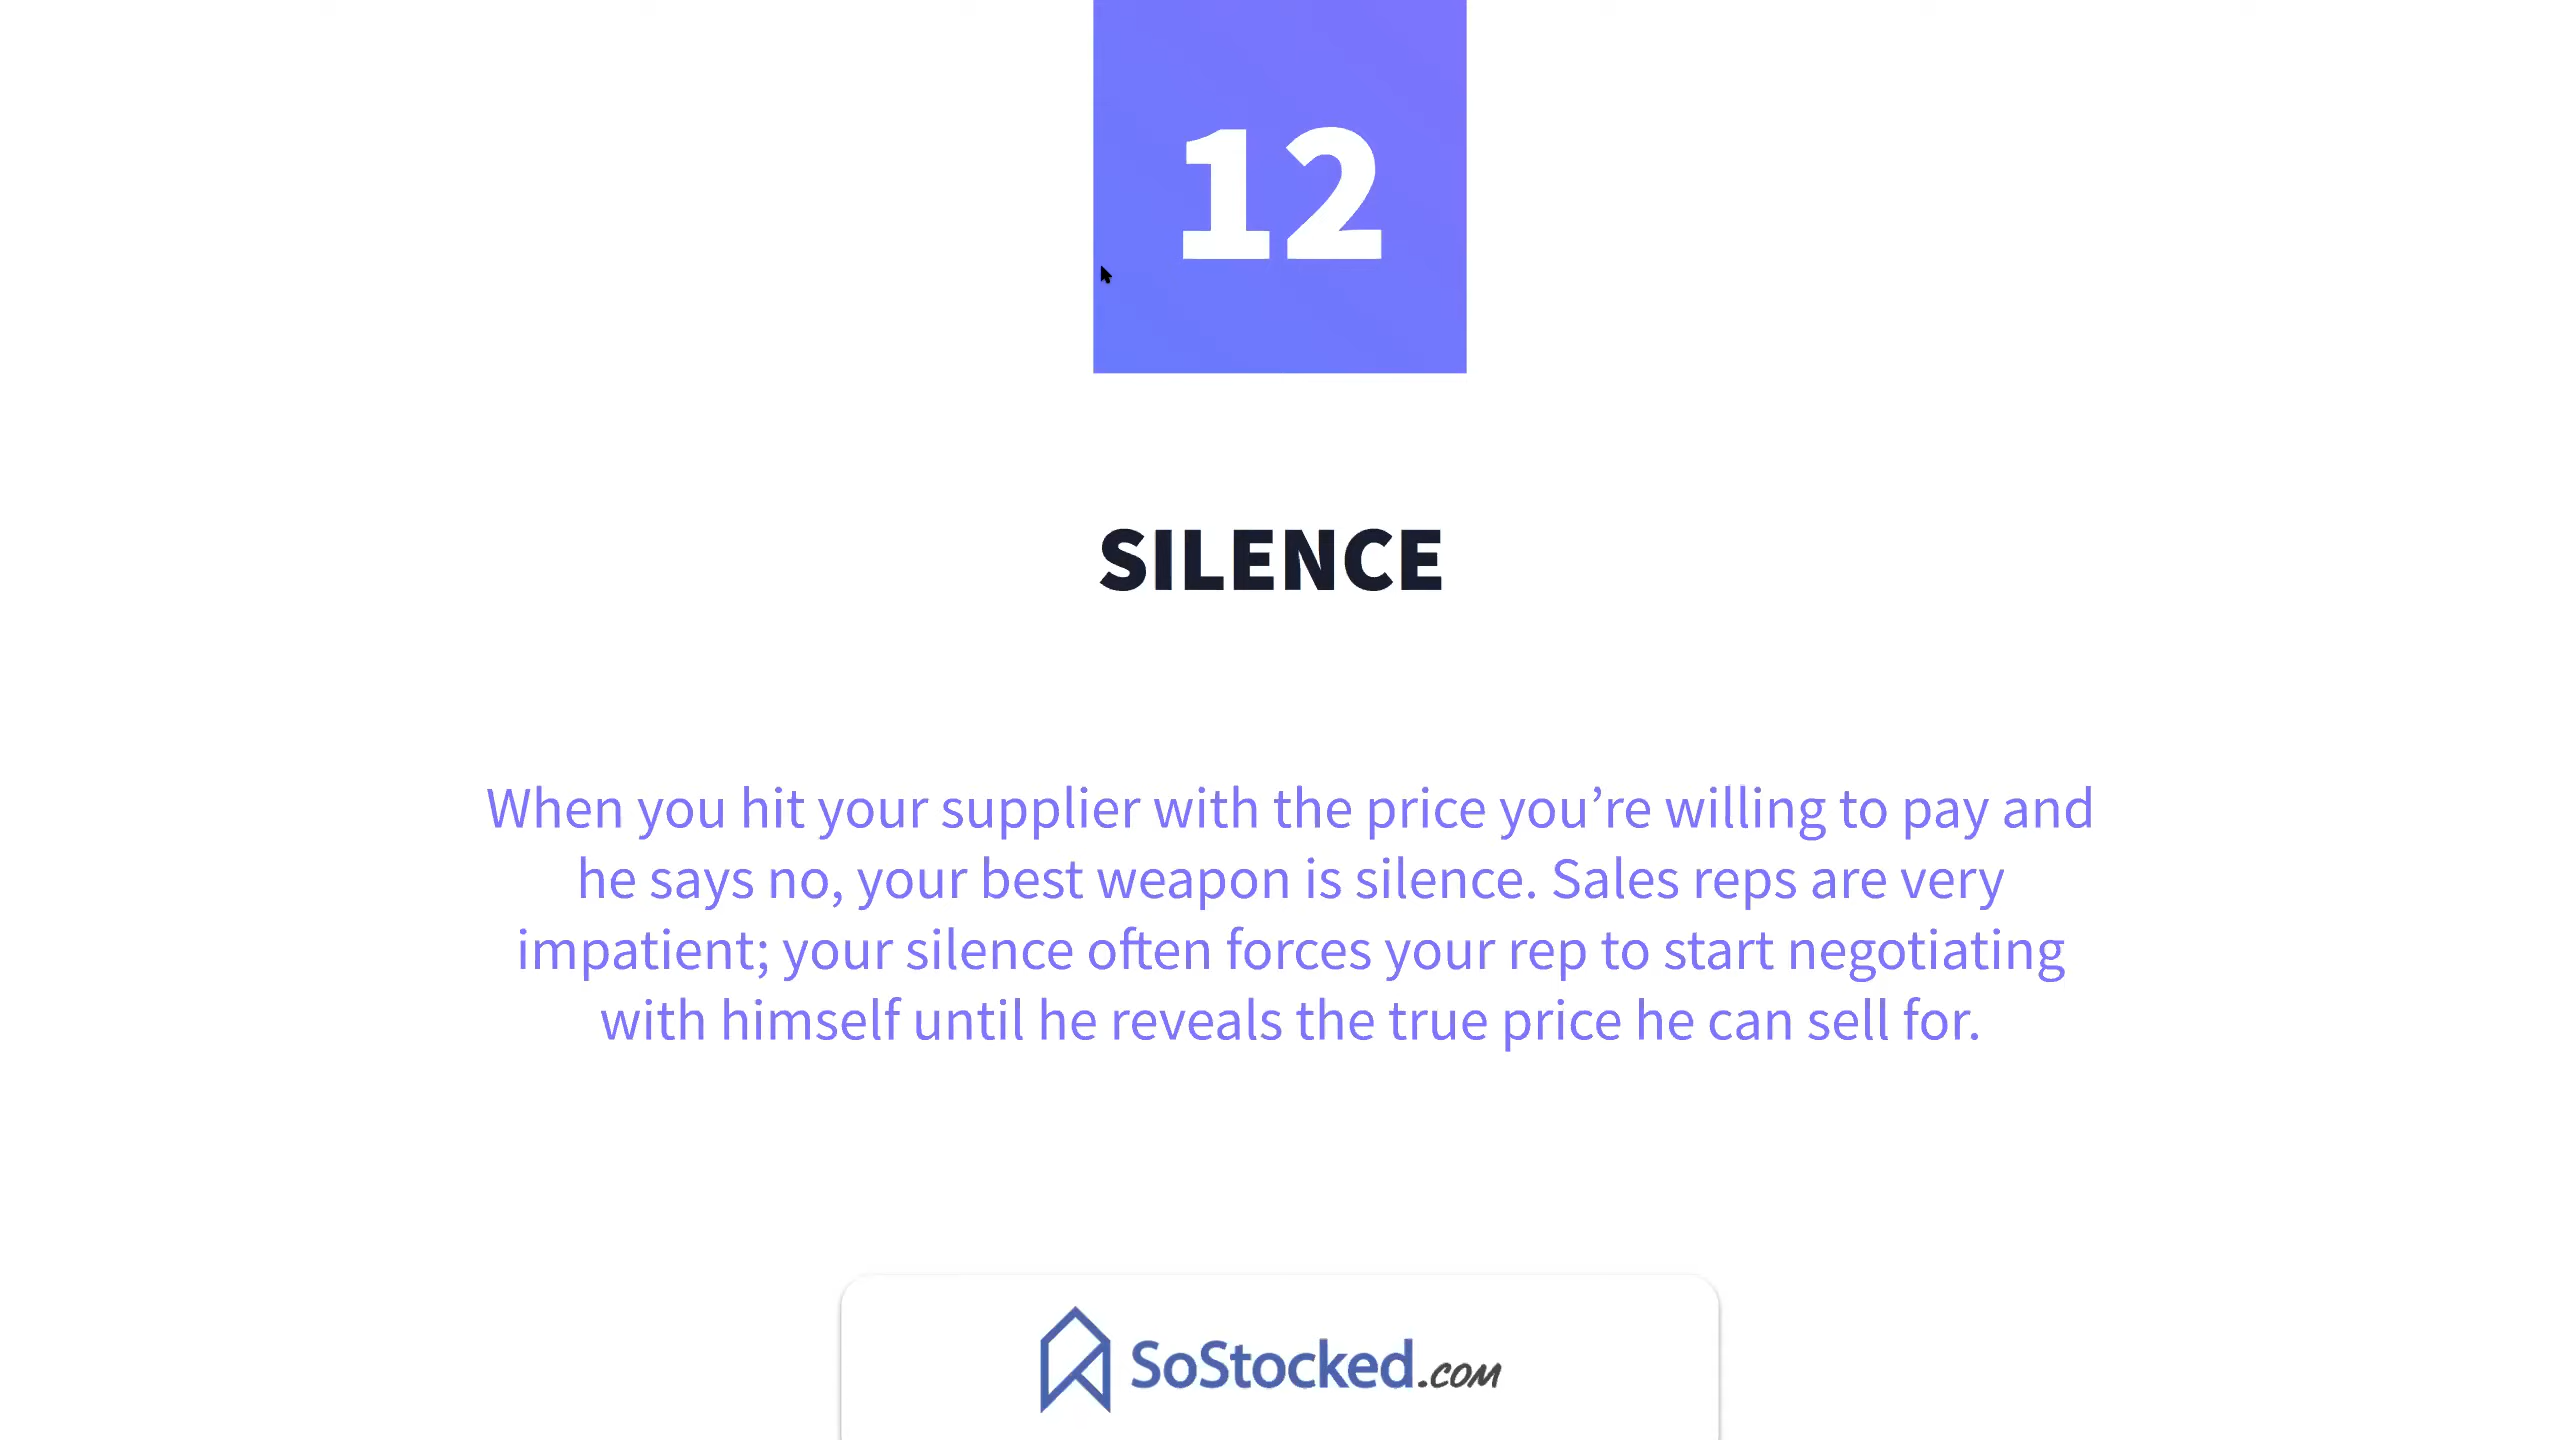 12
SILENCE
When you hit your supplier with the price you’re willing to pay and
he says no, your best weapon is silence. Sales reps are very
impatient; your silence often forces your rep to start negotiating
with himself until he reveals the true price he can sell for.
SoStocked.com